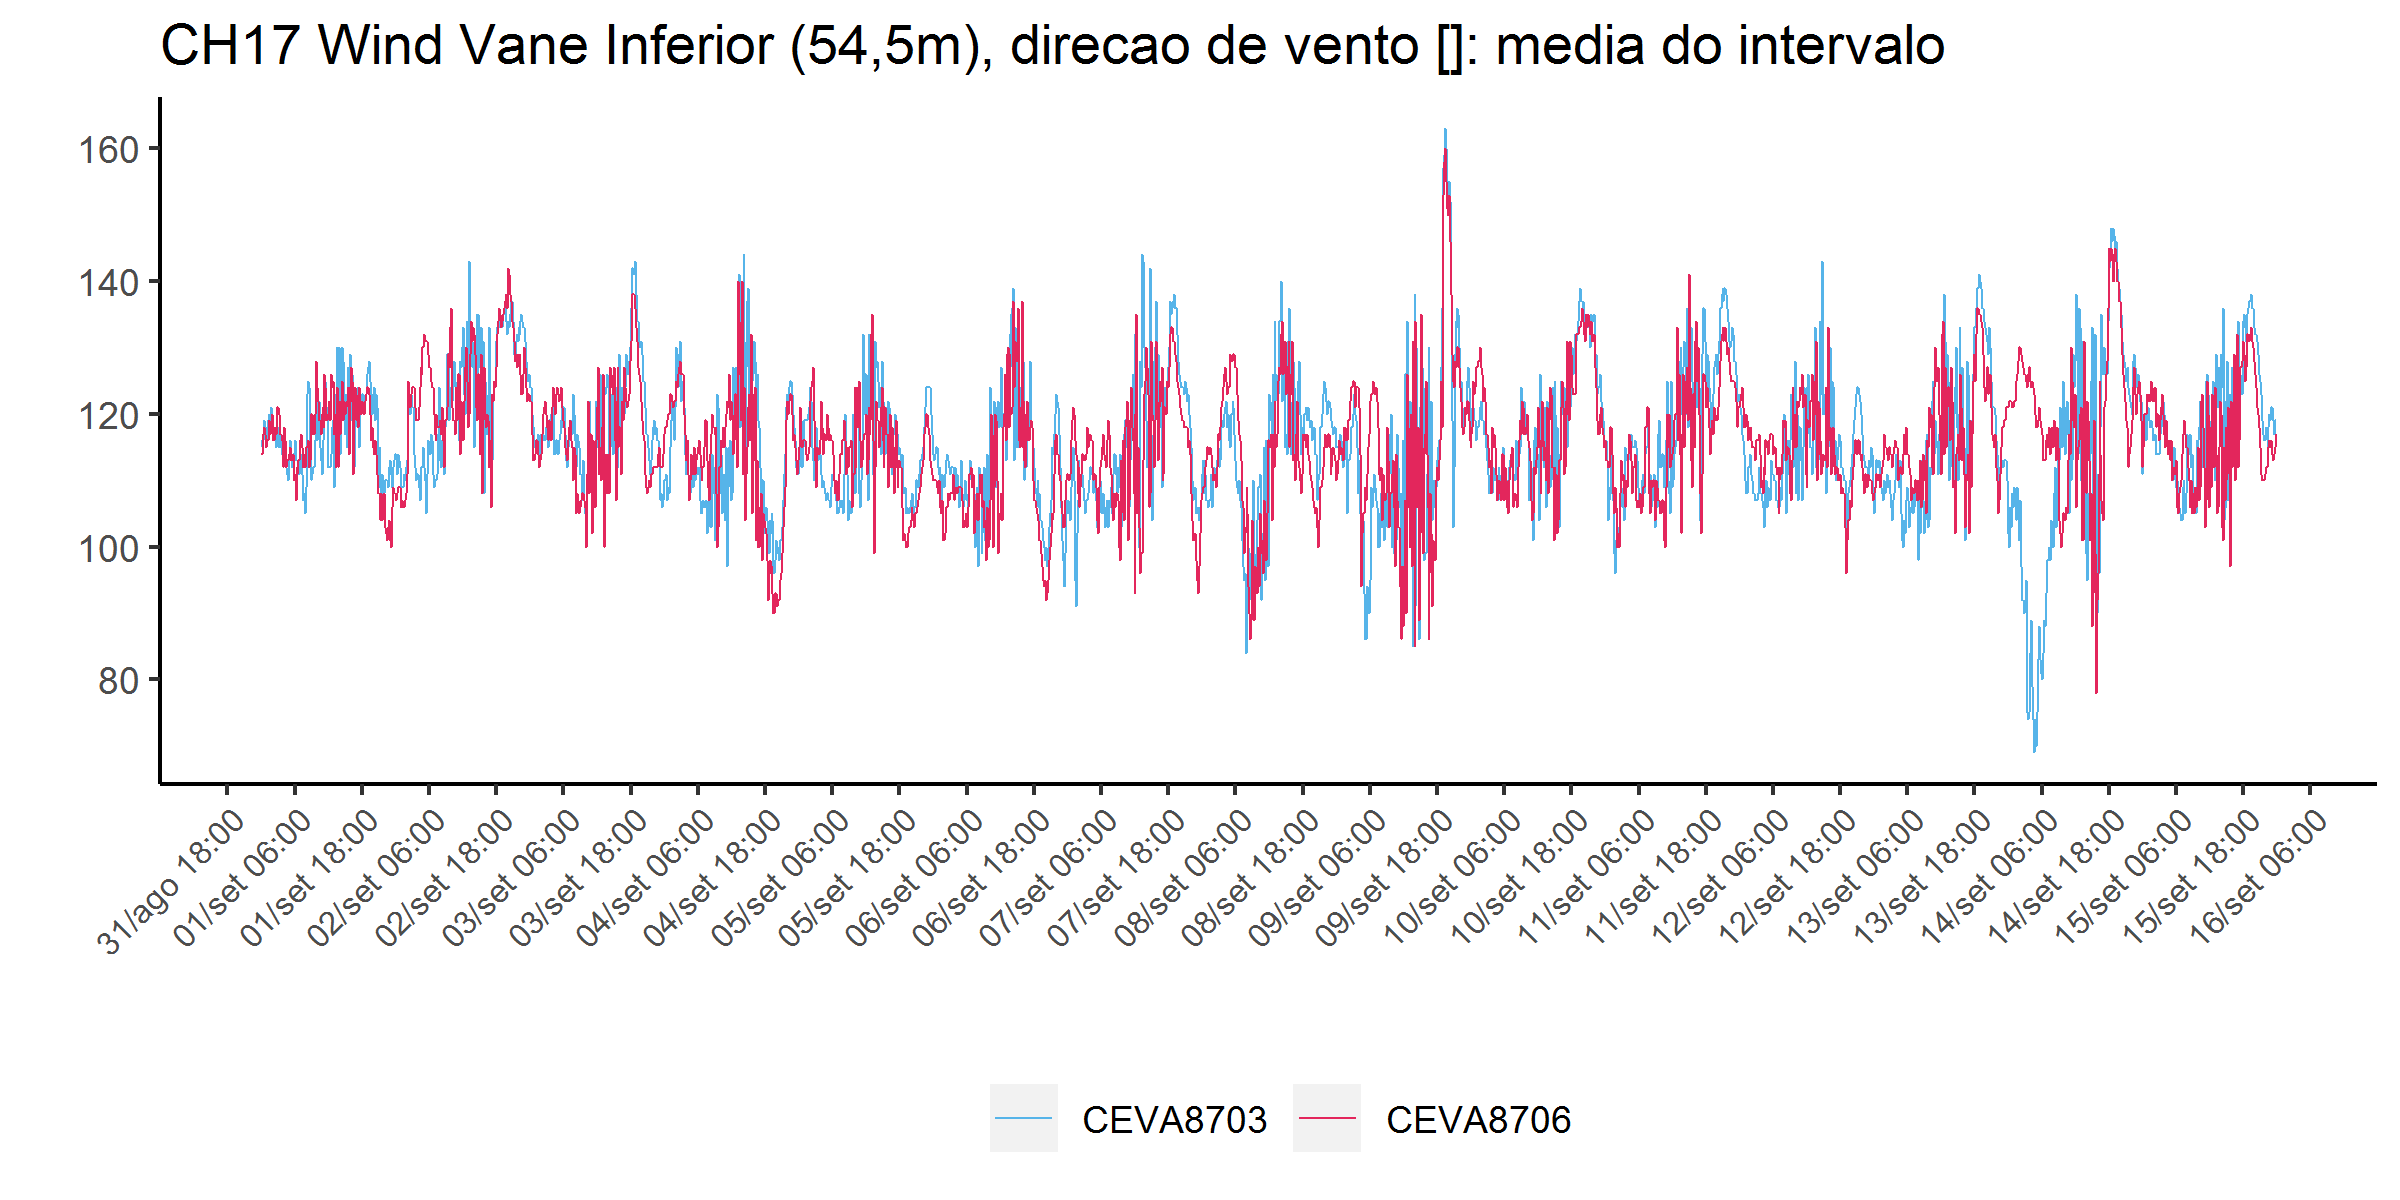 CH17 Wind Vane Inferior (54,5m), direcao de vento []: media do intervalo
160
140
120
100
80
31/ago 18:00
01/set 06:00
01/set 18:00
02/set 06:00
02/set 18:00
03/set 06:00
03/set 18:00
04/set 06:00
04/set 18:00
05/set 06:00
05/set 18:00
06/set 06:00
06/set 18:00
07/set 06:00
07/set 18:00
08/set 06:00
08/set 18:00
09/set 06:00
09/set 18:00
10/set 06:00
10/set 18:00
11/set 06:00
11/set 18:00
12/set 06:00
12/set 18:00
13/set 06:00
13/set 18:00
14/set 06:00
14/set 18:00
15/set 06:00
15/set 18:00
16/set 06:00
CEVA8703
CEVA8706